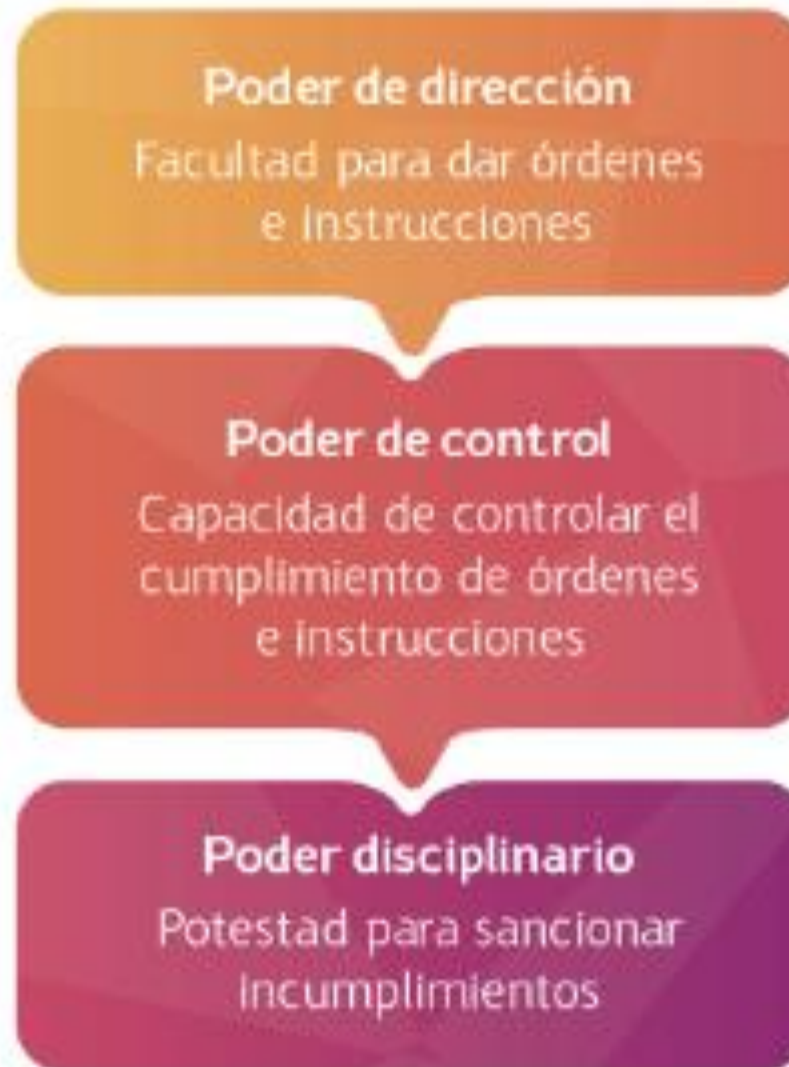 Poder de dirección
Facultad para dar órdenes
e instrucciones
Poder de control
Capacidad de controlar el
cumplimiento de órdenes
e instrucciones
Poder disciplinario
Potestad para sancionar
incumplimientos